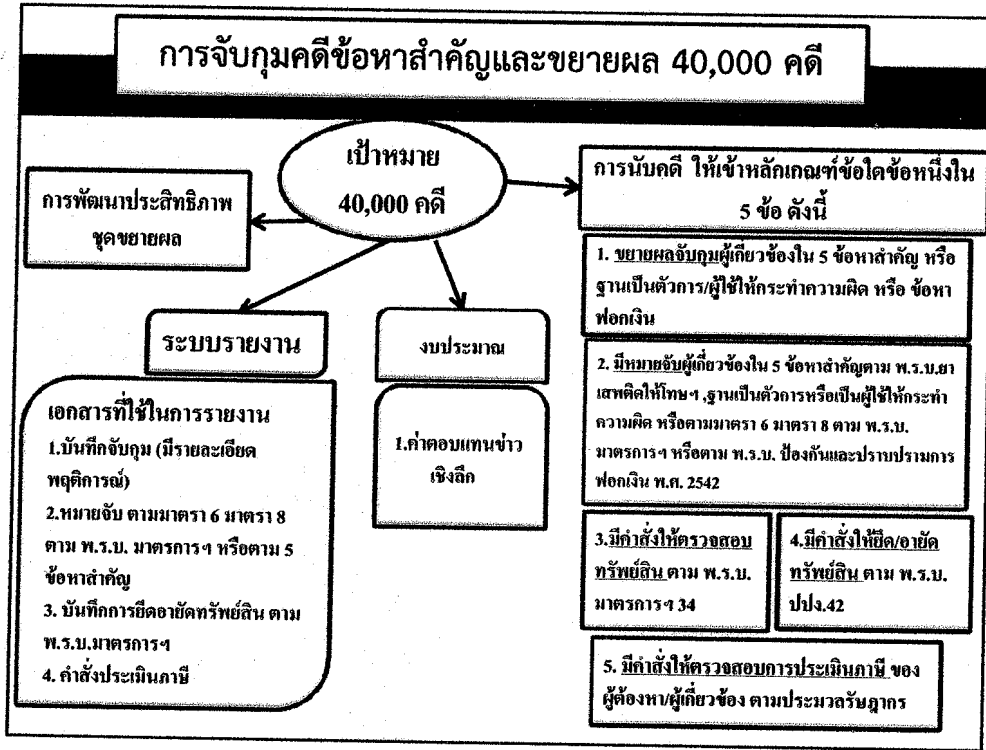 การจับกุมคดีข้อหาสำคัญและขยายผล 40,000 คดี
เป้าหมาย
40,000 คดี
การพัฒนาประสิทธิภาพ
ชุดขยายผล
ระบบรายงาน
เอกสารที่ใช้ในการรายงาน
1.บันทึกจับกุม (มีรายละเอียด
พฤติการณ์)
2.หมายจับ ตามมาตรา 6 มาตรา 8
ตาม พ.ร.บ. มาตรการฯ หรือตาม 5
ข้อหาสำคัญ
3. บันทึกการยึดอายัดทรัพย์สิน ตาม
พ.ร.บ.มาตรการฯ
4. คำสั่งประเมินภาษี
งบประมาณ
1.ค่าตอบแทนข่าว
เชิงลึก
การนับคดี ให้เข้าหลักเกณฑ์ข้อใดข้อหนึ่งใน
5 ข้อ ดังนี้
1. ขยายผลจับกุมผู้เกี่ยวข้องใน 5 ข้อหาสำคัญ หรือ
ฐานเป็นตัวการ/ผู้ใช้ให้กระทำความผิด หรือ ข้อหา
ฟอกเงิน
2. มีหมายจับผู้เกี่ยวข้องใน 5 ข้อหาสำคัญตาม พ.ร.บ.ยา
เสพติดให้โทษฯ ,ฐานเป็นตัวการหรือเป็นผู้ใช้ให้กระทำ
ความผิด หรือตามมาตรา 6 มาตรา 8 ตาม พ.ร.บ.
มาตรการฯ หรือตาม พ.ร.บ. ป้องกันและปราบปรามการ
ฟอกเงิน พ.ศ. 2542
3.มีคำสั่งให้ตรวจสอบ
ทรัพย์สิน ตาม พ.ร.บ.
มาตรการฯ 34
4.มีคำสั่งให้ยึด/อายัด
ทรัพย์สิน ตาม พ.ร.บ.
ปปง.42
5. มีคำสั่งให้ตรวจสอบการประเมินภาษี ของ
ผู้ต้องหา/ผู้เกี่ยวข้อง ตามประมวลรัษฎากร